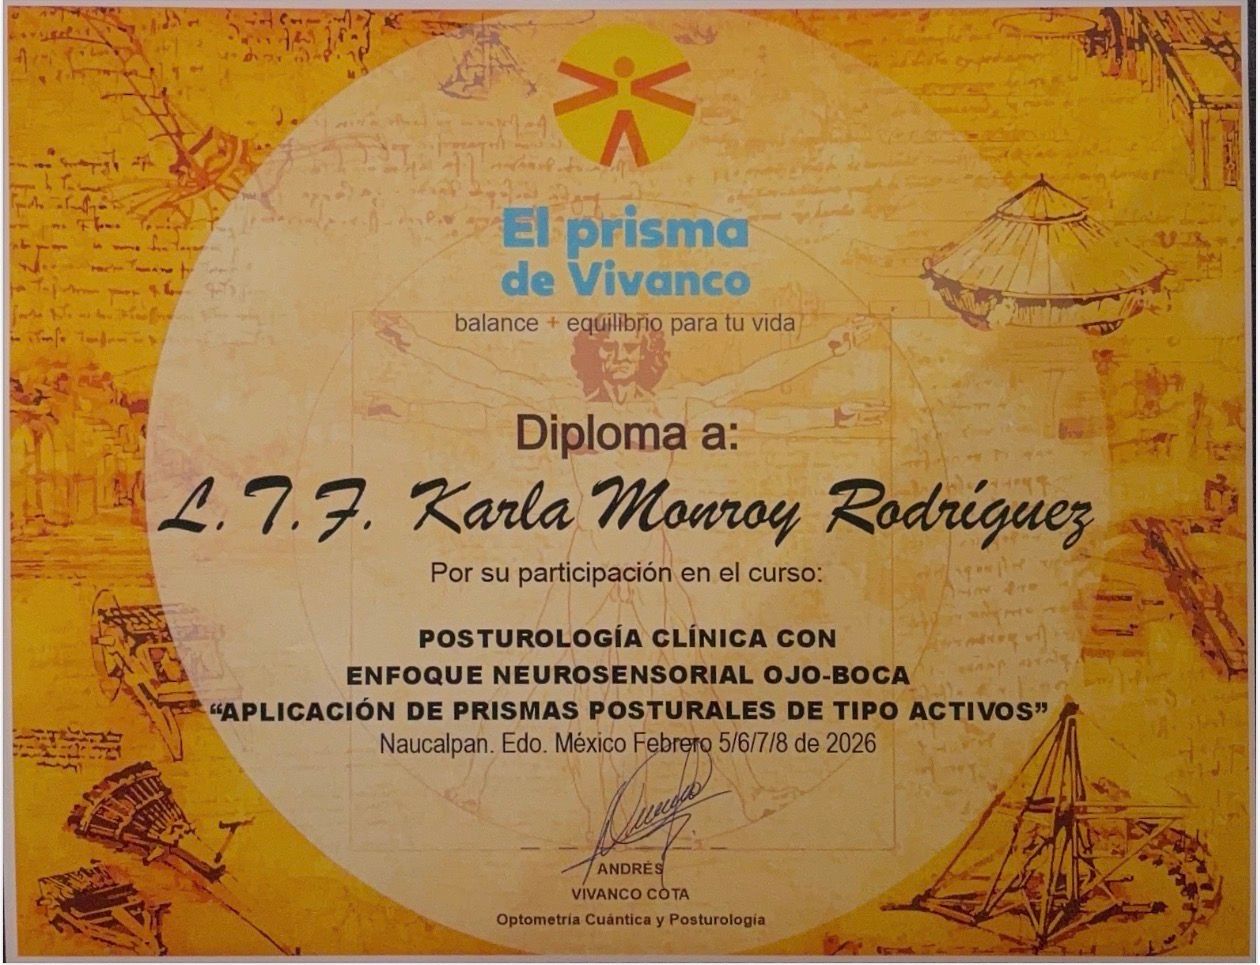 El prisma
de Vivanco
balance + equilibrio para tu vida
Diploma a:
L. T. F. Karla Monroy Rodríguez
Por su participación en el curso:
POSTUROLOGÍA CLÍNICA CON
ENFOQUE NEUROSENSORIAL OJO-BOCA
“APLICACIÓN DE PRISMAS POSTURALES DE TIPO ACTIVOS”
Naucalpan. Edo. México Febrero 5/6/7/8 de 2026
ANDRÉS
VIVANCO COTA
Optometría Cuántica y Posturología